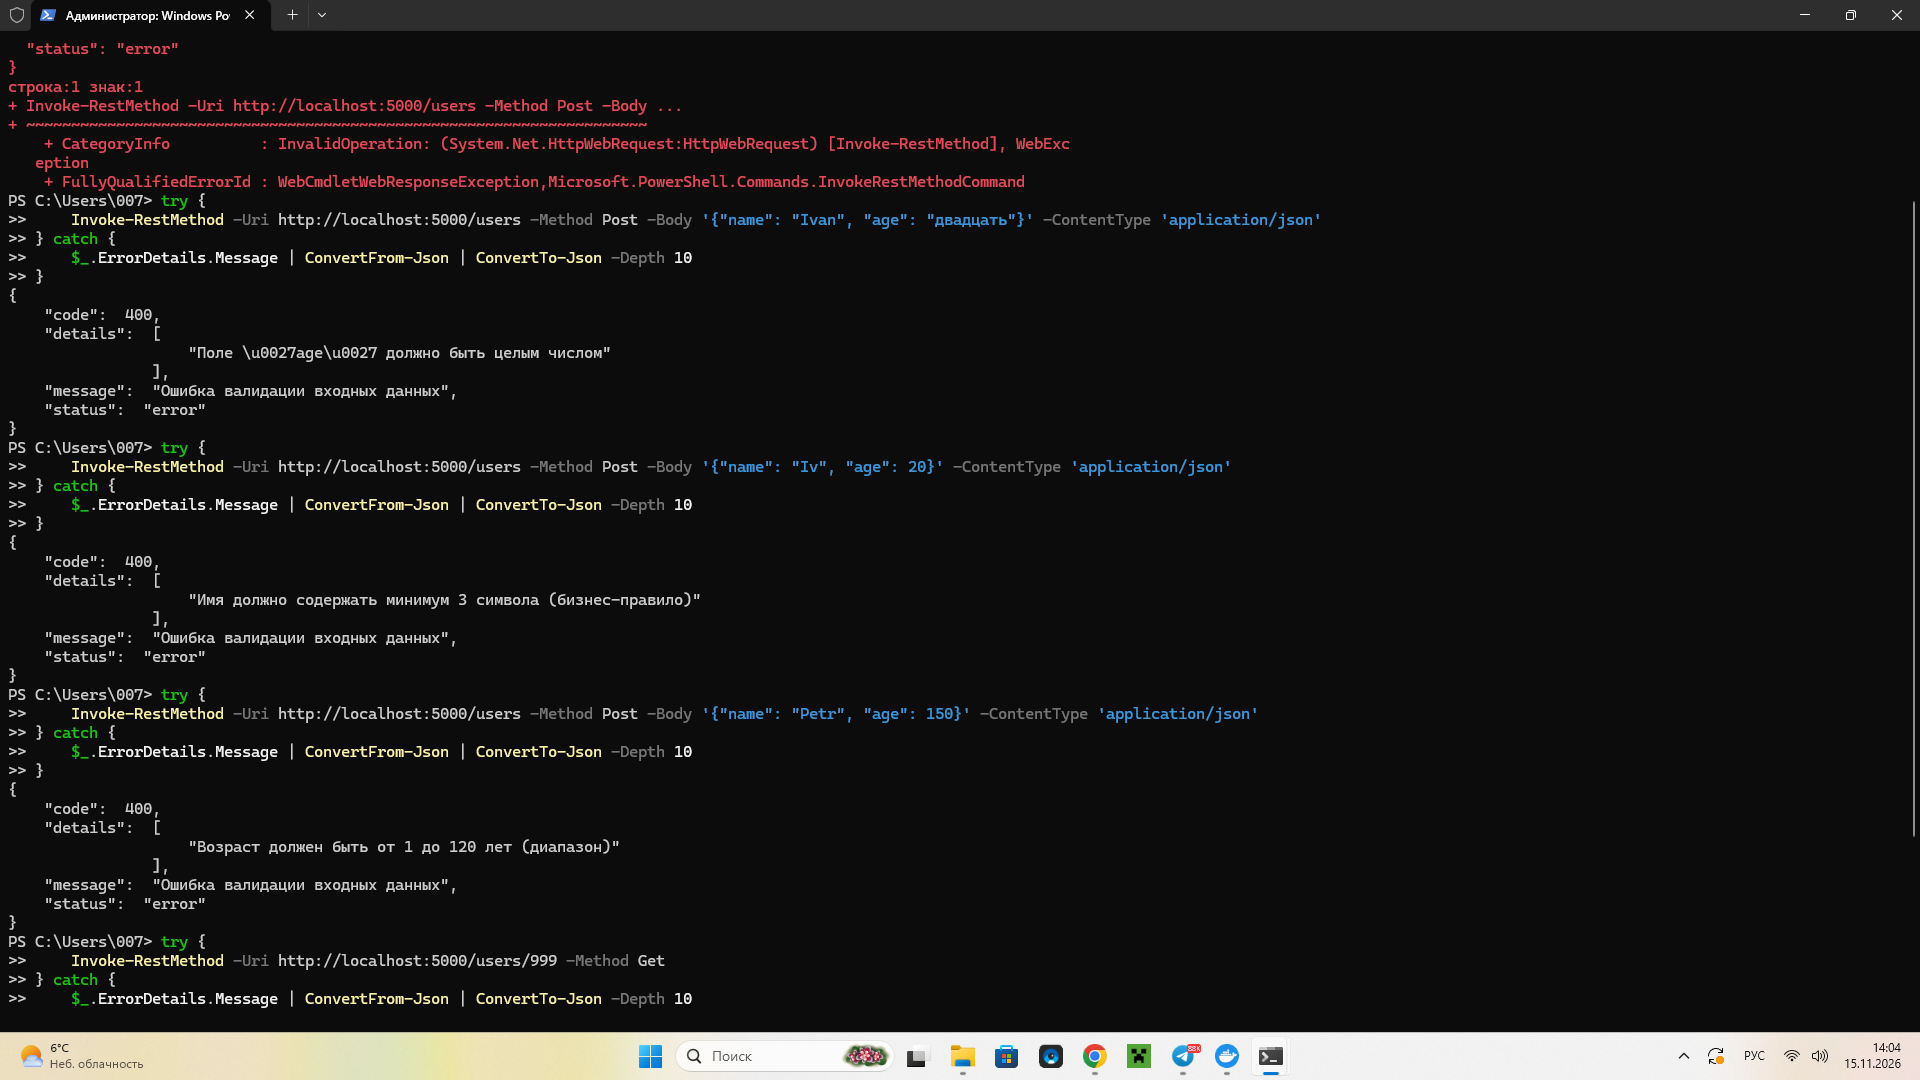 Администратор: Windows Po
"status": "error"
}
строка:1 знак:1
+ Invoke-RestMethod -Uri http://localhost:5000/users -Method Post -Body ...
+ ~~~~~~~~~~~~~~~~~~~~~~~~~~~~~~~~~~~~~~~~~~~~~~~~~~~~~~~~~~~~~~~~~~~~~
+ CategoryInfo          : InvalidOperation: (System.Net.HttpWebRequest:HttpWebRequest) [Invoke-RestMethod], WebExc
eption
+ FullyQualifiedErrorId : WebCmdletWebResponseException,Microsoft.PowerShell.Commands.InvokeRestMethodCommand
PS C:\Users\007> try {
>>     Invoke-RestMethod -Uri http://localhost:5000/users -Method Post -Body '{"name": "Ivan", "age": "двадцать"}' -ContentType 'application/json'
>> } catch {
>>     $_.ErrorDetails.Message | ConvertFrom-Json | ConvertTo-Json -Depth 10
>> }
{
"code":  400,
"details":  [
"Поле \u0027age\u0027 должно быть целым числом"
],
"message":  "Ошибка валидации входных данных",
"status":  "error"
}
PS C:\Users\007> try {
>>     Invoke-RestMethod -Uri http://localhost:5000/users -Method Post -Body '{"name": "Iv", "age": 20}' -ContentType 'application/json'
>> } catch {
>>     $_.ErrorDetails.Message | ConvertFrom-Json | ConvertTo-Json -Depth 10
>> }
{
"code":  400,
"details":  [
"Имя должно содержать минимум 3 символа (бизнес-правило)"
],
"message":  "Ошибка валидации входных данных",
"status":  "error"
}
PS C:\Users\007> try {
>>     Invoke-RestMethod -Uri http://localhost:5000/users -Method Post -Body '{"name": "Petr", "age": 150}' -ContentType 'application/json'
>> } catch {
>>     $_.ErrorDetails.Message | ConvertFrom-Json | ConvertTo-Json -Depth 10
>> }
{
"code":  400,
"details":  [
"Возраст должен быть от 1 до 120 лет (диапазон)"
],
"message":  "Ошибка валидации входных данных",
"status":  "error"
}
PS C:\Users\007> try {
>>     Invoke-RestMethod -Uri http://localhost:5000/users/999 -Method Get
>> } catch {
>>     $_.ErrorDetails.Message | ConvertFrom-Json | ConvertTo-Json -Depth 10
6°C
Неб. облачность
Поиск
88K
РУС
14:04
15.11.2026